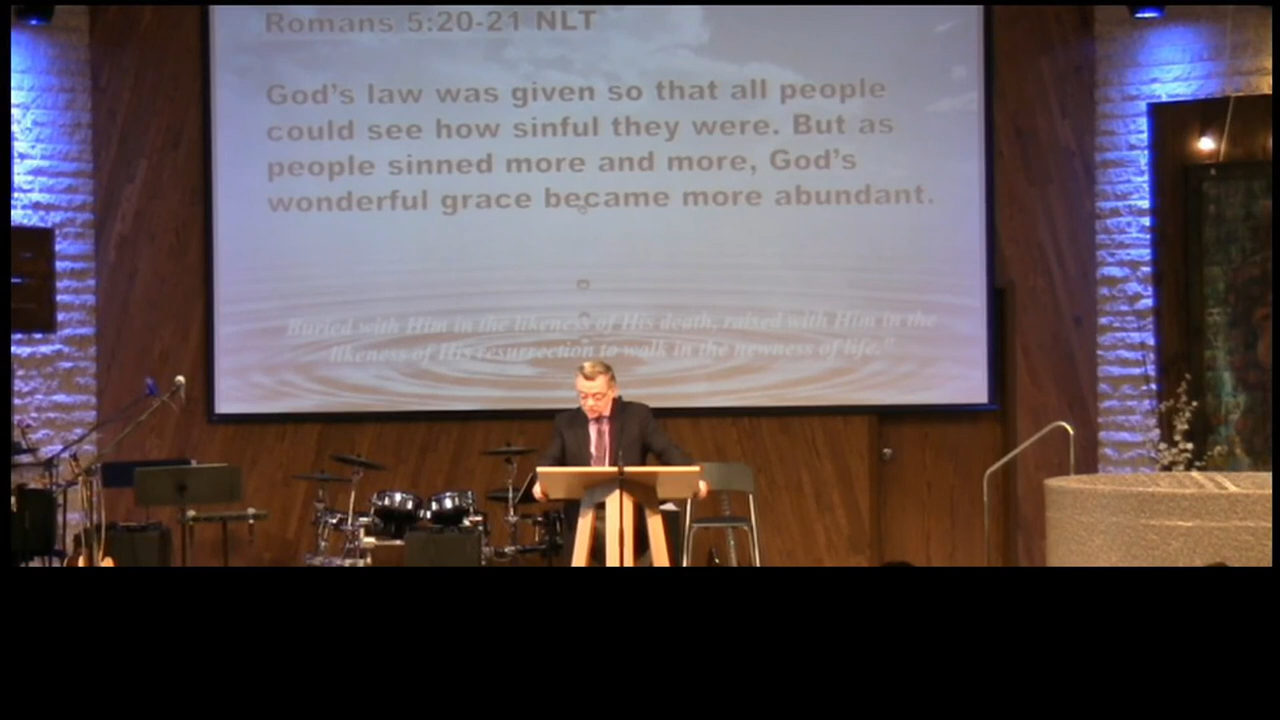 Romans 5:20-21 NLT
God's law was given so that all people
could see how sinful they were. But as
people sinned more and more, God's
wonderful grace became more abundant.
Buried with Him in the likeness of His death, raised with Him in the
likeness of His resurrection to walk in the newness of life."